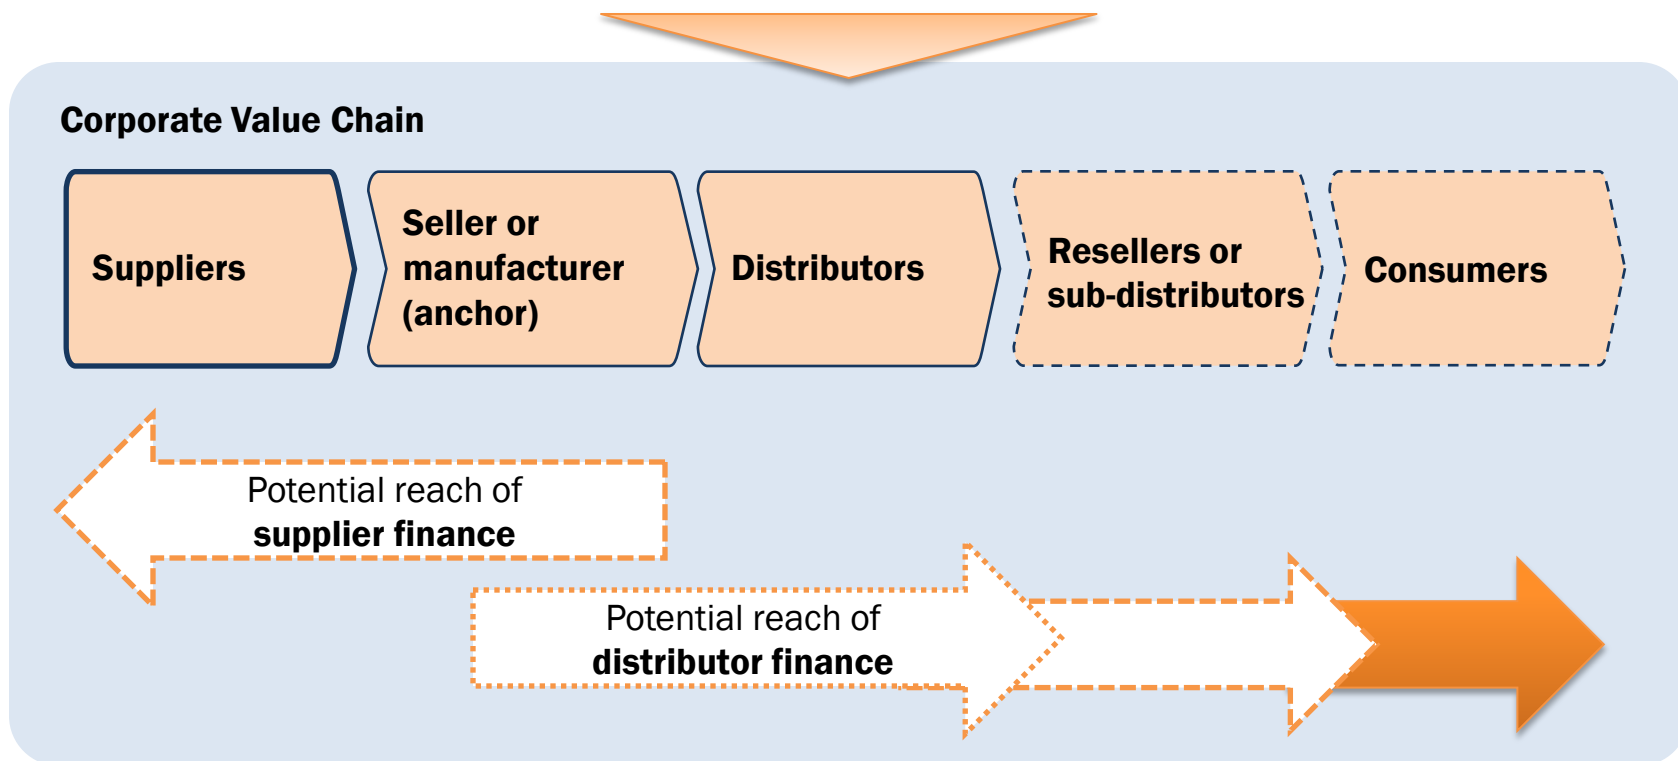 Corporate Value Chain
Suppliers
Seller or
manufacturer
(anchor)
Distributors
Resellers or
sub-distributors
Consumers
Potential reach of
supplier finance
Potential reach of
distributor finance